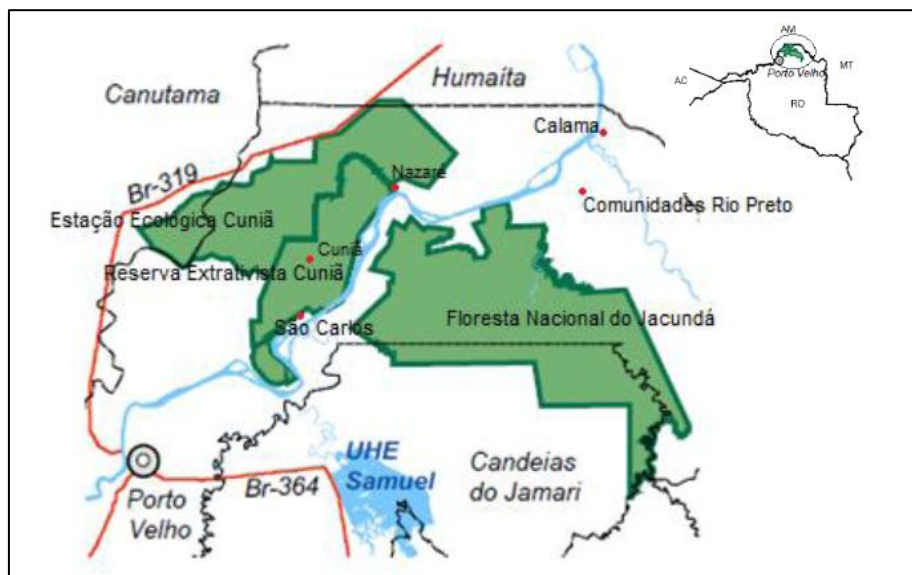 AM
Porto Velho
MT
AC
RO
Humaíta
Canutama
Calama
Br-319
Nazaré
Comunidades Rio Preto
Estação Ecológica Cuniã
Cuniã
Reserva Extrativista Cuniã
São Carlos
Floresta Nacional do Jacundá
UHE
Samuel
Candeias
do Jamari
Br-364
Porto
Velho